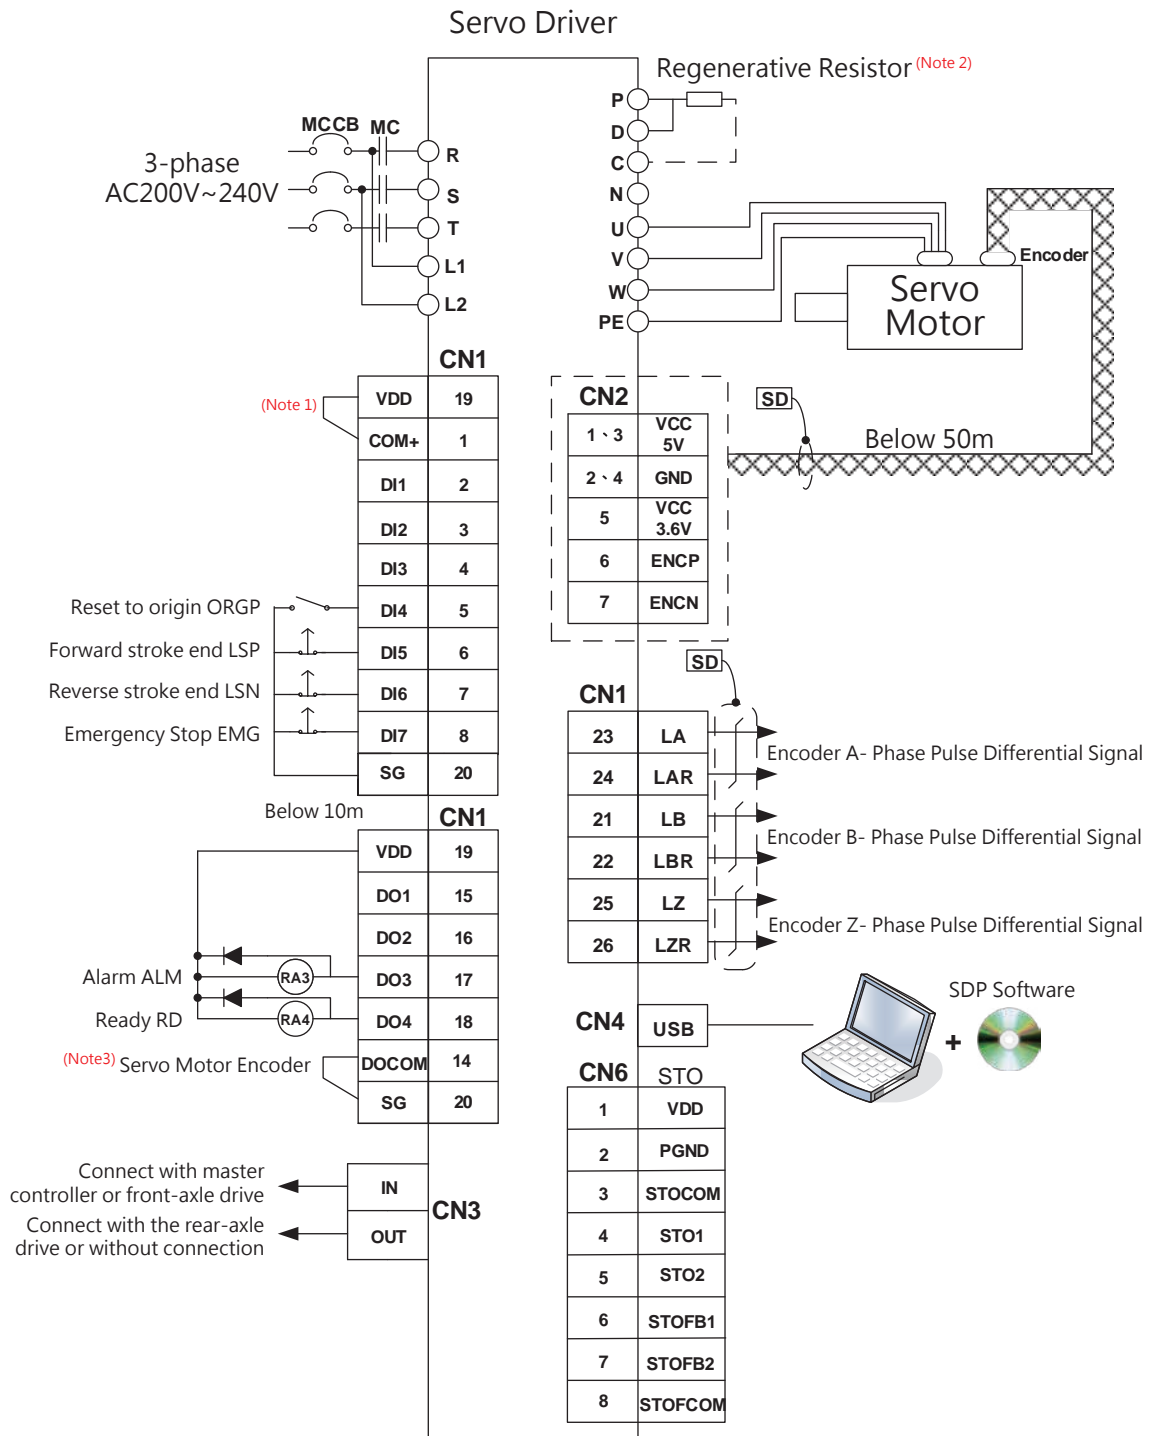 Servo Driver
Regenerative Resistor (Note 2)
MCCB MC
3-phase
AC200V~240V
R
S
T
L1
L2
P
D
C
N
U
V
W
PE
Encoder
Servo
Motor
CN1
(Note 1)
VDD 19
COM+ 1
DI1 2
DI2 3
DI3 4
Reset to origin ORGP DI4 5
Forward stroke end LSP DI5 6
Reverse stroke end LSN DI6 7
Emergency Stop EMG DI7 8
SG 20
Below 10m
CN1
VDD 19
DO1 15
DO2 16
Alarm ALM RA3 DO3 17
Ready RD RA4 DO4 18
(Note3) Servo Motor Encoder DOCOM 14
SG 20
Connect with master
controller or front-axle drive
IN
Connect with the rear-axle
drive or without connection
OUT
CN3
CN2
SD
Below 50m
1、3 VCC
5V
2、4 GND
5 VCC
3.6V
6 ENCP
7 ENCN
SD
CN1
23 LA
24 LAR
Encoder A- Phase Pulse Differential Signal
21 LB
22 LBR
Encoder B- Phase Pulse Differential Signal
25 LZ
26 LZR
Encoder Z- Phase Pulse Differential Signal
CN4 USB
SDP Software
+
CN6 STO
1 VDD
2 PGND
3 STOCOM
4 STO1
5 STO2
6 STOFB1
7 STOFB2
8 STOFCOM